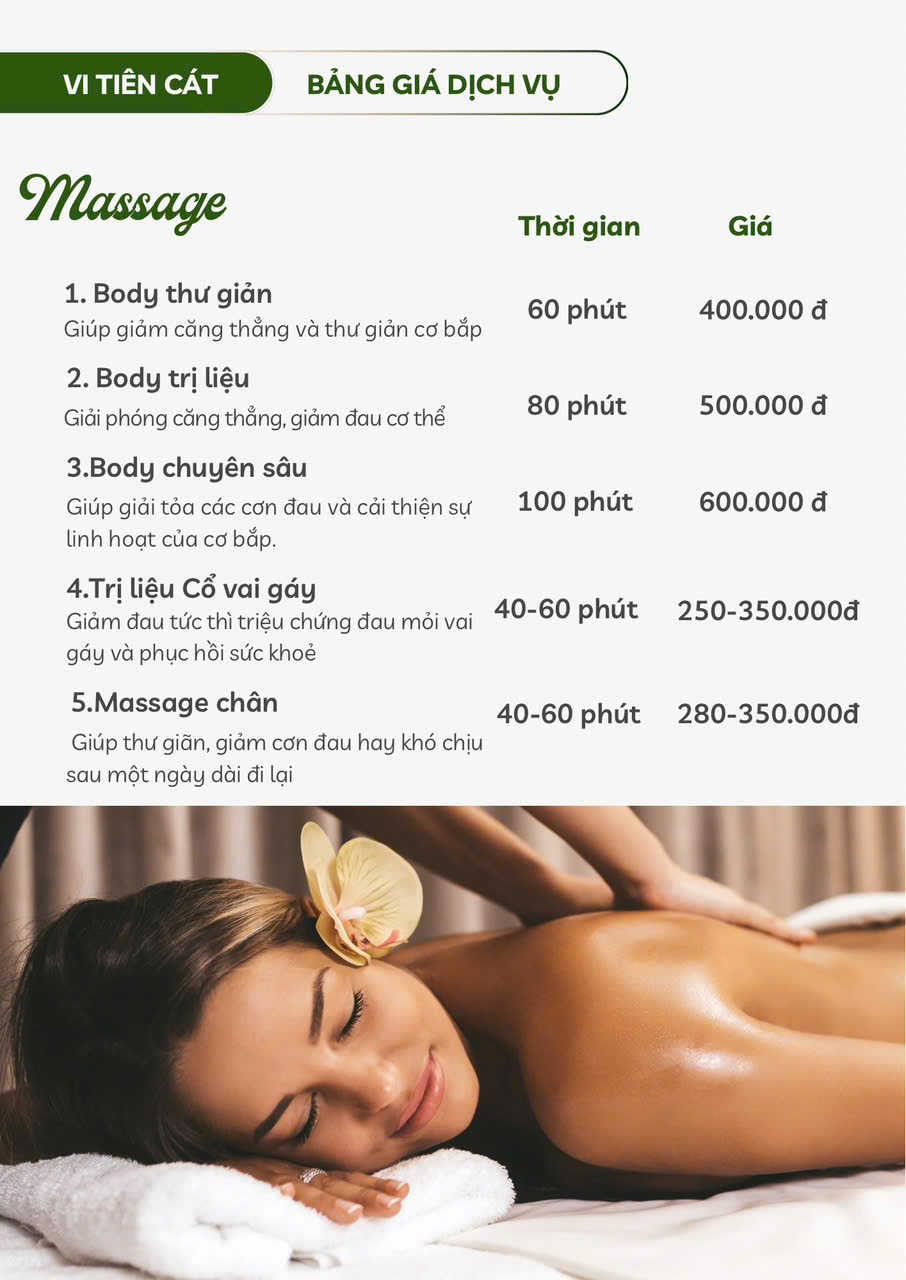 VI TIÊN CÁT BẢNG GIÁ DỊCH VỤ
Massage
Thời gian Giá
1. Body thư giản
60 phút 400.000 đ
Giúp giảm căng thẳng và thư giản cơ bắp
2. Body trị liệu
80 phút 500.000 đ
Giải phóng căng thẳng, giảm đau cơ thể
3.Body chuyên sâu
100 phút 600.000 đ
Giúp giải tỏa các cơn đau và cải thiện sự
linh hoạt của cơ bắp.
4.Trị liệu Cổ vai gáy
40-60 phút 250-350.000đ
Giảm đau tức thì triệu chứng đau mỏi vai
gáy và phục hồi sức khoẻ
5.Massage chân
40-60 phút 280-350.000đ
Giúp thư giãn, giảm cơn đau hay khó chịu
sau một ngày dài đi lại